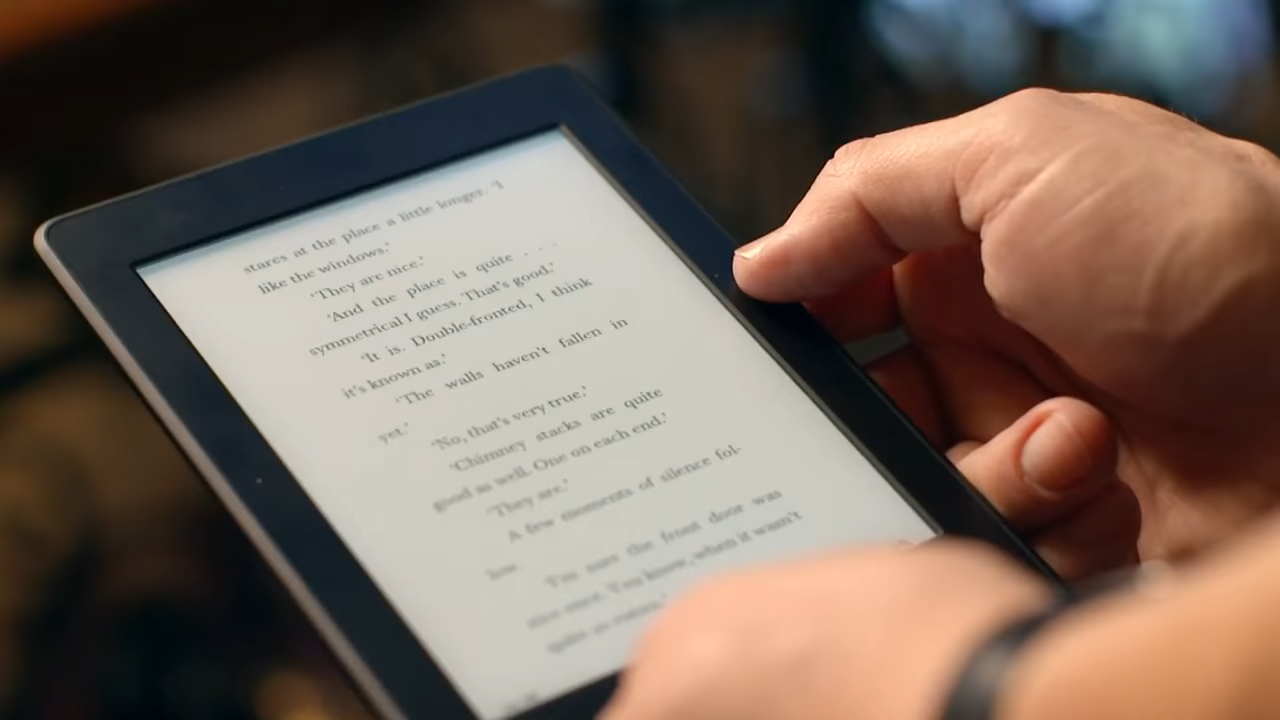 stares at the place a little longer. 'I
like the windows.'
'They are nice.'
'And the place is quite . . .
symmetrical I guess. That's good.'
'It is. Double-fronted, I think
it's known as.'
'The walls haven't fallen in
yet.'
'No, that's very true.'
'Chimney stacks are quite
good as well. One on each end.'
'They are.'
A few moments of silence fol-
low.
'I'm sure the front door was
nice once. You know, when it wasn't
quite so